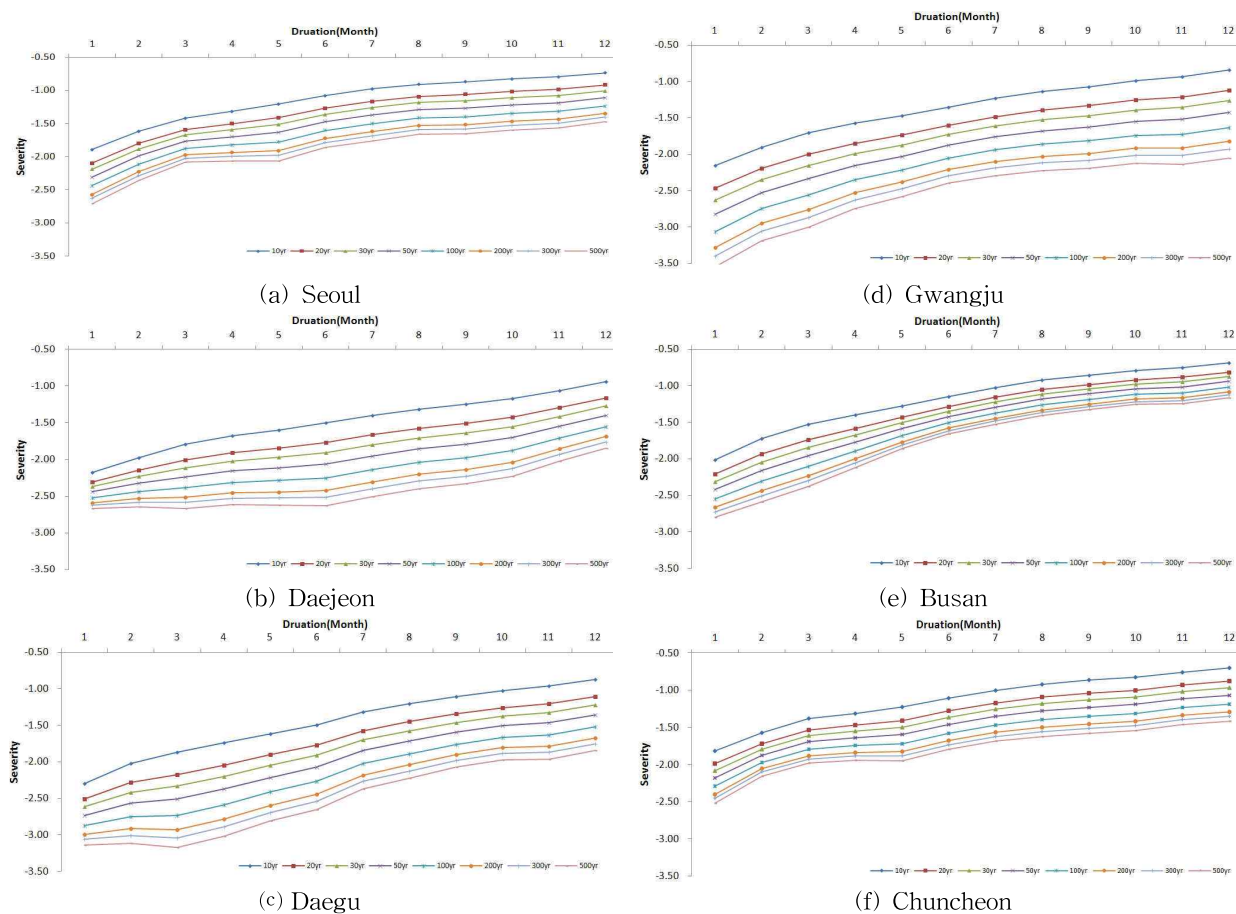 Druation(Month)
1 2 3 4 5 6 7 8 9 10 11 12
-0.50
-1.00
-1.50
-2.00
-2.50
-3.00
-3.50
Severity
10yr 20yr 30yr 50yr 100yr 200yr 300yr 500yr
(a) Seoul
Druation(Month)
1 2 3 4 5 6 7 8 9 10 11 12
-0.50
-1.00
-1.50
-2.00
-2.50
-3.00
-3.50
Severity
10yr 20yr 30yr 50yr 100yr 200yr 300yr 500yr
(d) Gwangju
Druation(Month)
1 2 3 4 5 6 7 8 9 10 11 12
-0.50
-1.00
-1.50
-2.00
-2.50
-3.00
-3.50
Severity
10yr 20yr 30yr 50yr 100yr 200yr 300yr 500yr
(b) Daejeon
Druation(Month)
1 2 3 4 5 6 7 8 9 10 11 12
-0.50
-1.00
-1.50
-2.00
-2.50
-3.00
-3.50
Severity
10yr 20yr 30yr 50yr 100yr 200yr 300yr 500yr
(e) Busan
Druation(Month)
1 2 3 4 5 6 7 8 9 10 11 12
-0.50
-1.00
-1.50
-2.00
-2.50
-3.00
-3.50
Severity
10yr 20yr 30yr 50yr 100yr 200yr 300yr 500yr
(c) Daegu
Druation(Month)
1 2 3 4 5 6 7 8 9 10 11 12
-0.50
-1.00
-1.50
-2.00
-2.50
-3.00
-3.50
Severity
10yr 20yr 30yr 50yr 100yr 200yr 300yr 500yr
(f) Chuncheon